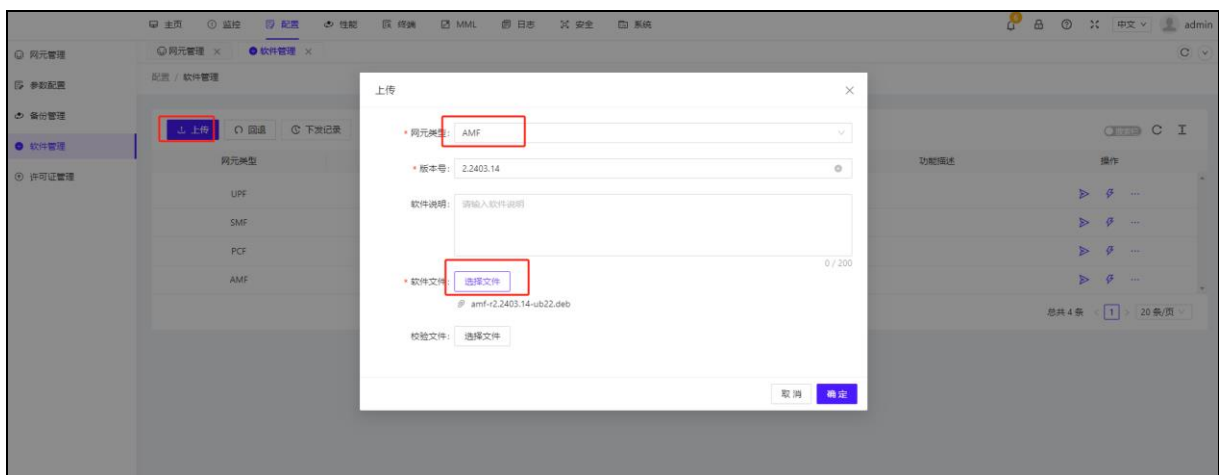 主页 监控 配置 性能 终端 MML 日志 安全 系统 中文 admin
网元管理 网元管理 × 软件管理 ×
参数配置
备份管理
软件管理
许可证管理
配置 / 软件管理
上传 回退 下发记录
网元类型 功能描述 操作
UPF
SMF
PCF
AMF
总共 4 条 1 20 条/页
上传
* 网元类型: AMF
* 版本号: 2.2403.14
软件说明: 请输入软件说明
0 / 200
* 软件文件: 选择文件
amf-r2.2403.14-ub22.deb
校验文件: 选择文件
取消 确定